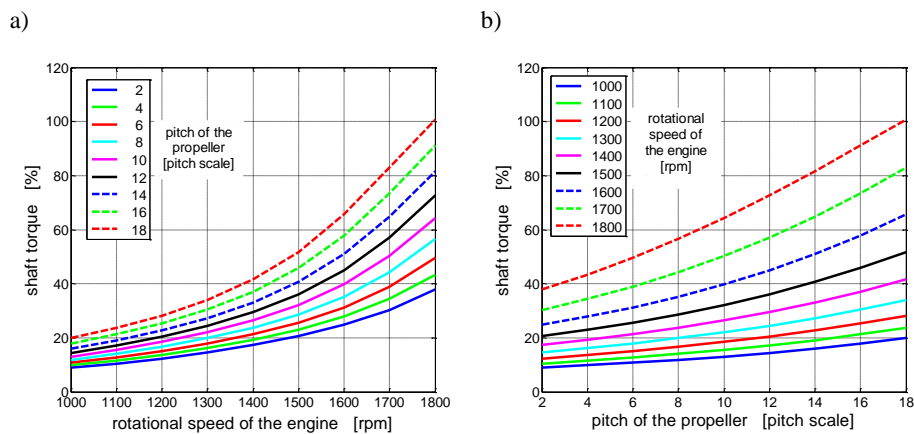 a)
b)
120
100
80
60
40
20
0
shaft torque [%]
2
4
6
8
10
12
14
16
18
pitch of the
propeller
[pitch scale]
1000 1100 1200 1300 1400 1500 1600 1700 1800
rotational speed of the engine [rpm]
120
100
80
60
40
20
0
shaft torque [%]
1000
1100
1200
1300
1400
1500
1600
1700
1800
rotational
speed of
the engine
[rpm]
2 4 6 8 10 12 14 16 18
pitch of the propeller [pitch scale]